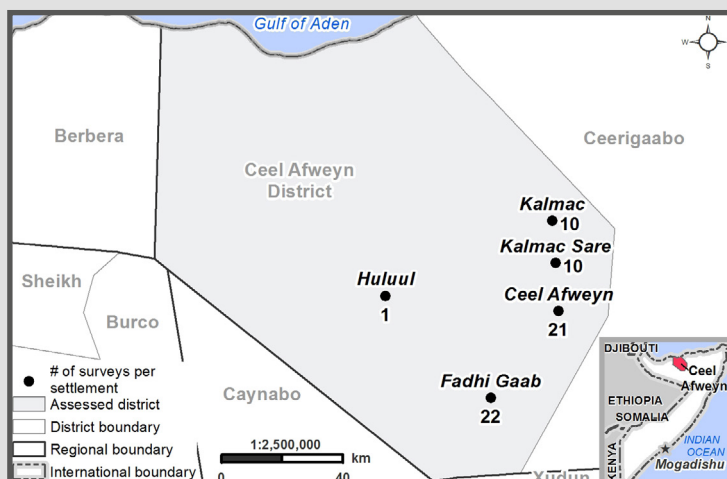 Gulf of Aden
N
W
S
Berbera
Ceerigaabo
Ceel Afweyn
District
Kalmac
10
Kalmac Sare
10
Sheikh
Huluul
1
Ceel Afweyn
21
Burco
Fadhi Gaab
22
Caynabo
Xudun
# of surveys per
settlement
Assessed district
District boundary
Regional boundary
International boundary
1:2,500,000
km
0 40
DJIBOUTI
Ceel
Afweyn
ETHIOPIA
SOMALIA
INDIAN
OCEAN
KENYA
Mogadishu